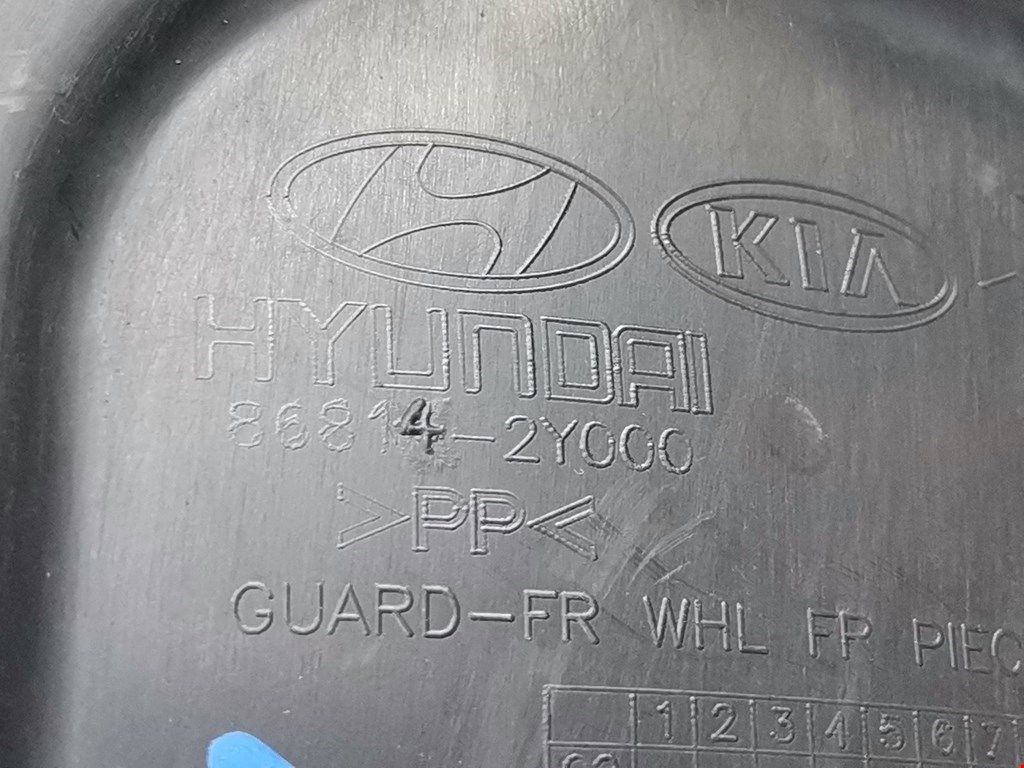 KIA
HYUNDAI
86814-2Y000
>PP<
GUARD-FR WHL FR PIEC
1 2 3 4 5 6 7